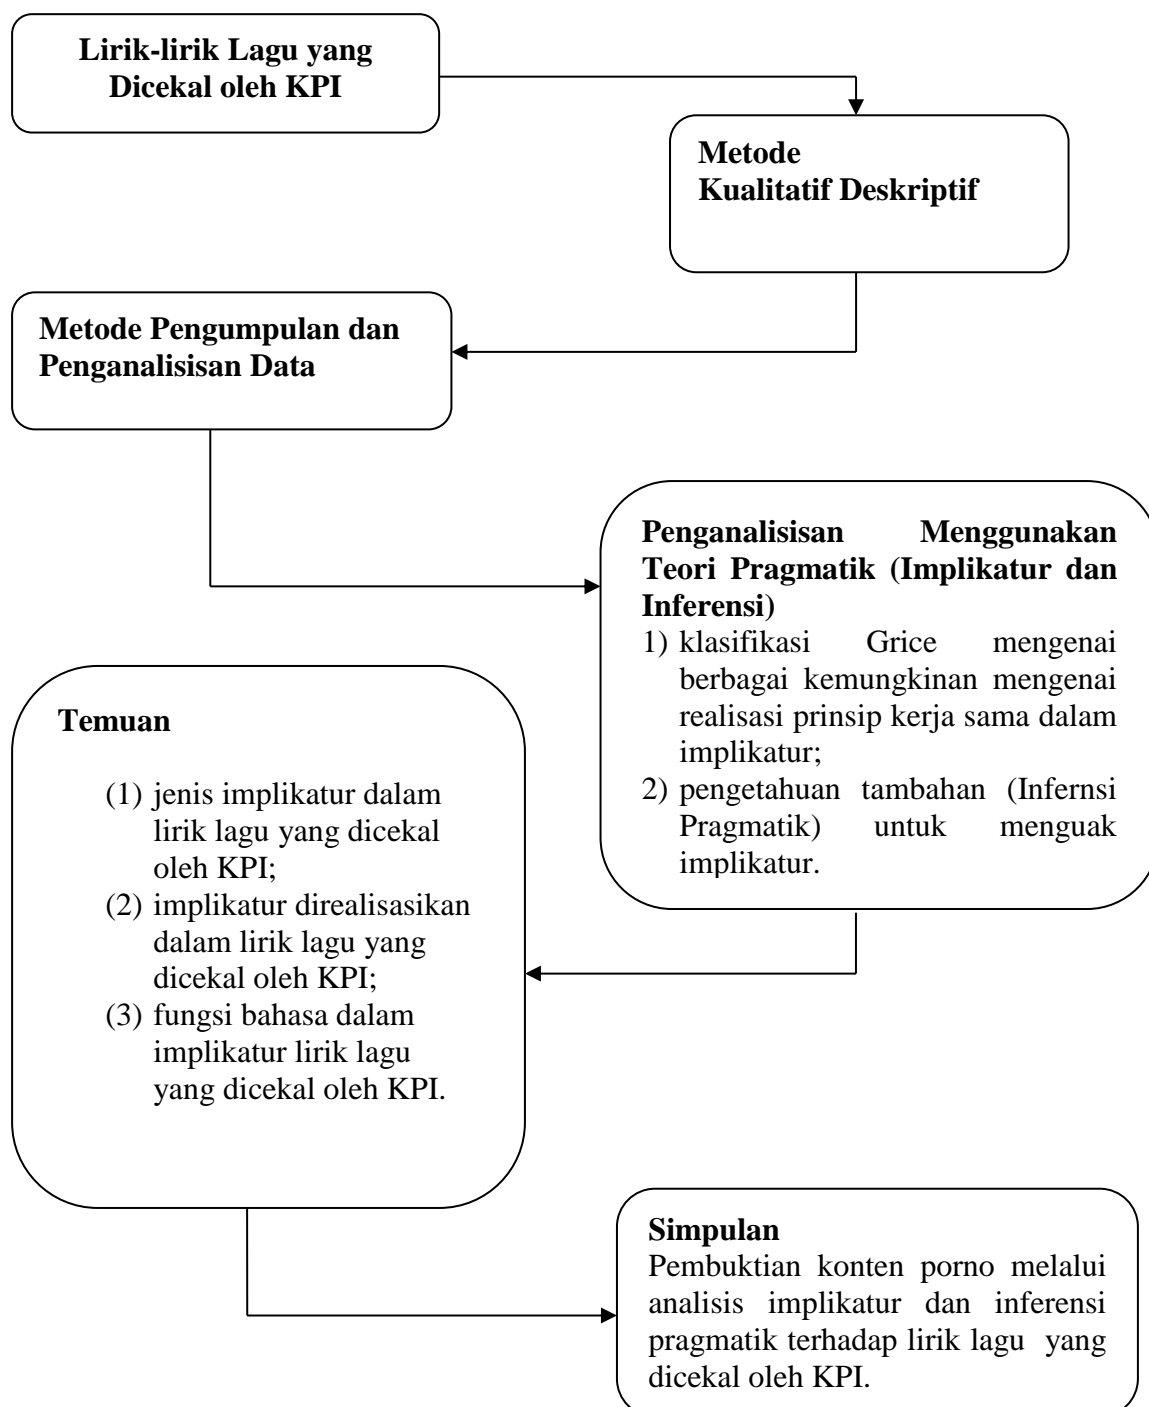 Lirik-lirik Lagu yang
Dicekal oleh KPI
Metode
Kualitatif Deskriptif
Metode Pengumpulan dan
Penganalisisan Data
Penganalisisan Menggunakan
Teori Pragmatik (Implikatur dan
Inferensi)
1) klasifikasi Grice mengenai
berbagai kemungkinan mengenai
realisasi prinsip kerja sama dalam
implikatur;
2) pengetahuan tambahan (Infernsi
Pragmatik) untuk menguak
implikatur.
Temuan
(1) jenis implikatur dalam
lirik lagu yang dicekal
oleh KPI;
(2) implikatur direalisasikan
dalam lirik lagu yang
dicekal oleh KPI;
(3) fungsi bahasa dalam
implikatur lirik lagu
yang dicekal oleh KPI.
Simpulan
Pembuktian konten porno melalui
analisis implikatur dan inferensi
pragmatik terhadap lirik lagu yang
dicekal oleh KPI.